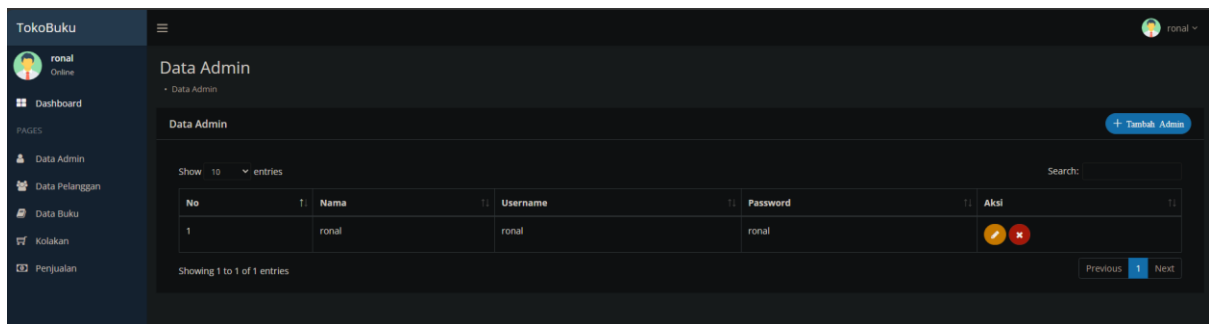 TokoBuku
ronal
ronal
Online
Dashboard
PAGES
Data Admin
Data Pelanggan
Data Buku
Kolakan
Penjualan
Data Admin
• Data Admin
Data Admin
+ Tambah Admin
Show 10 entries
Search:
No Nama Username Password Aksi
1 ronal ronal ronal
Showing 1 to 1 of 1 entries
Previous 1 Next